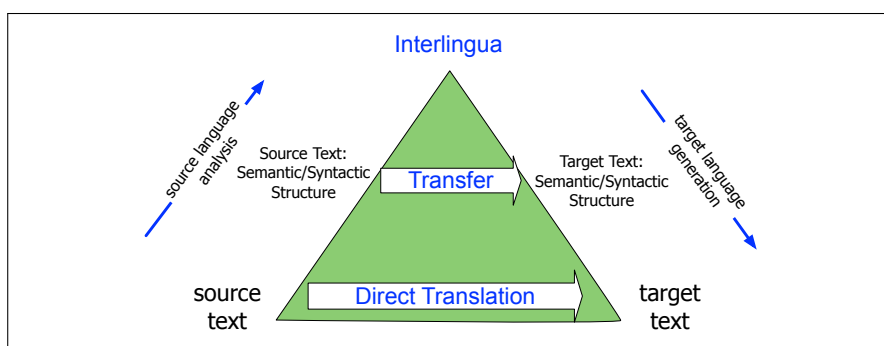 Interlingua
source language
analysis
target language
generation
Source Text:
Semantic/Syntactic
Structure
Transfer
Target Text:
Semantic/Syntactic
Structure
source
text
Direct Translation
target
text